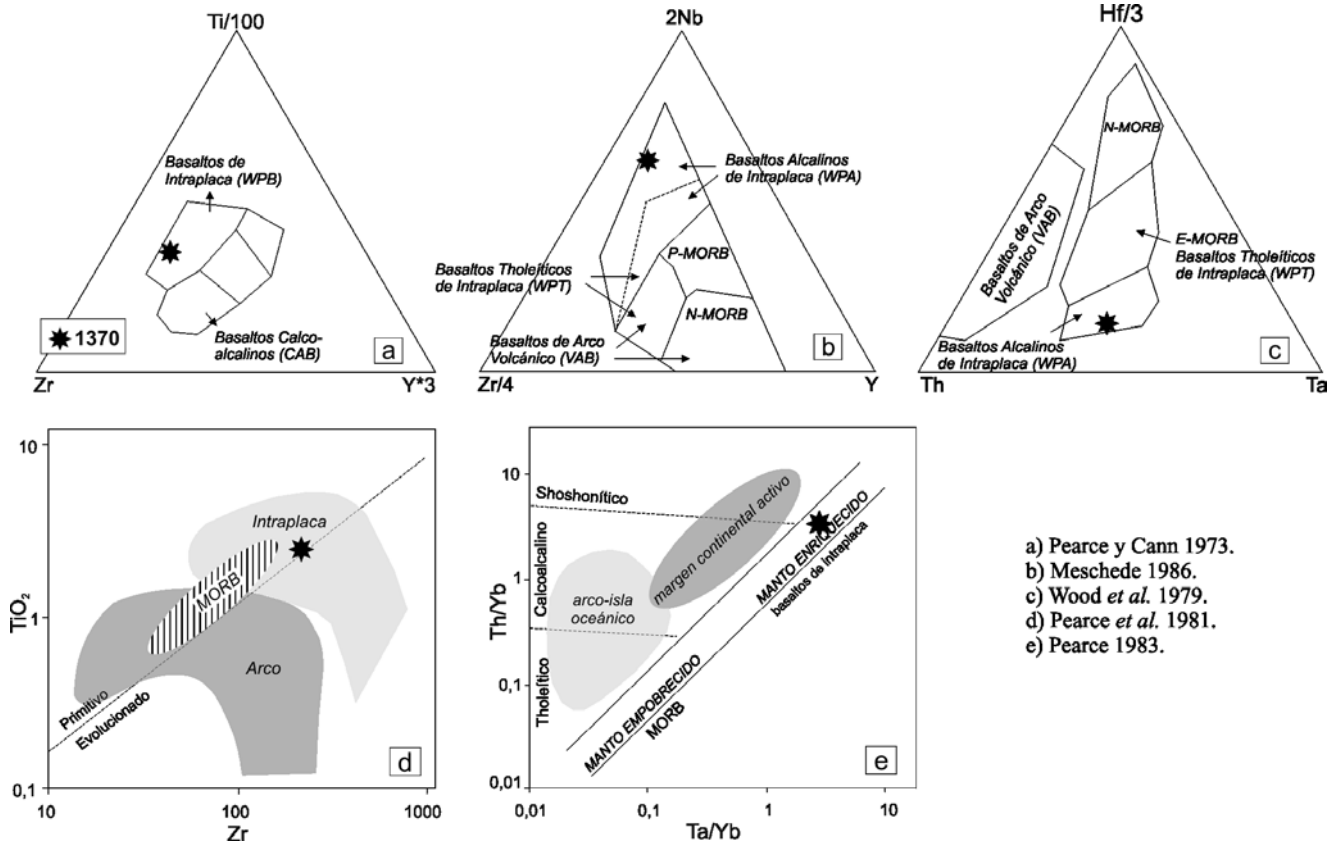 Ti/100
Basaltos de
Intraplaca (WPB)
1370
Basaltos Calco-
alcalinos (CAB)
a
Zr
Y*3
2Nb
Basaltos Alcalinos
de Intraplaca (WPA)
P-MORB
Basaltos Tholeíticos
de Intraplaca (WPT)
N-MORB
Basaltos de Arco
Volcánico (VAB)
b
Zr/4
Y
Hf/3
N-MORB
Basaltos de Arco
Volcánico (VAB)
E-MORB
Basaltos Tholeíticos
de Intraplaca (WPT)
Basaltos Alcalinos
de Intraplaca (WPA)
c
Th
Ta
10
1
0,1
TiO2
Intraplaca
MORB
Arco
Primitivo
Evolucionado
d
10
100
1000
Zr
10
1
0,1
0,01
Th/Yb
Shoshonítico
Calcoalcalino
Tholeítico
arco-isla
oceánico
margen continental activo
MANTO ENRIQUECIDO
basaltos de intraplaca
MANTO EMPOBRECIDO
MORB
e
0,01
0,1
1
10
Ta/Yb
a) Pearce y Cann 1973.
b) Meschede 1986.
c) Wood et al. 1979.
d) Pearce et al. 1981.
e) Pearce 1983.